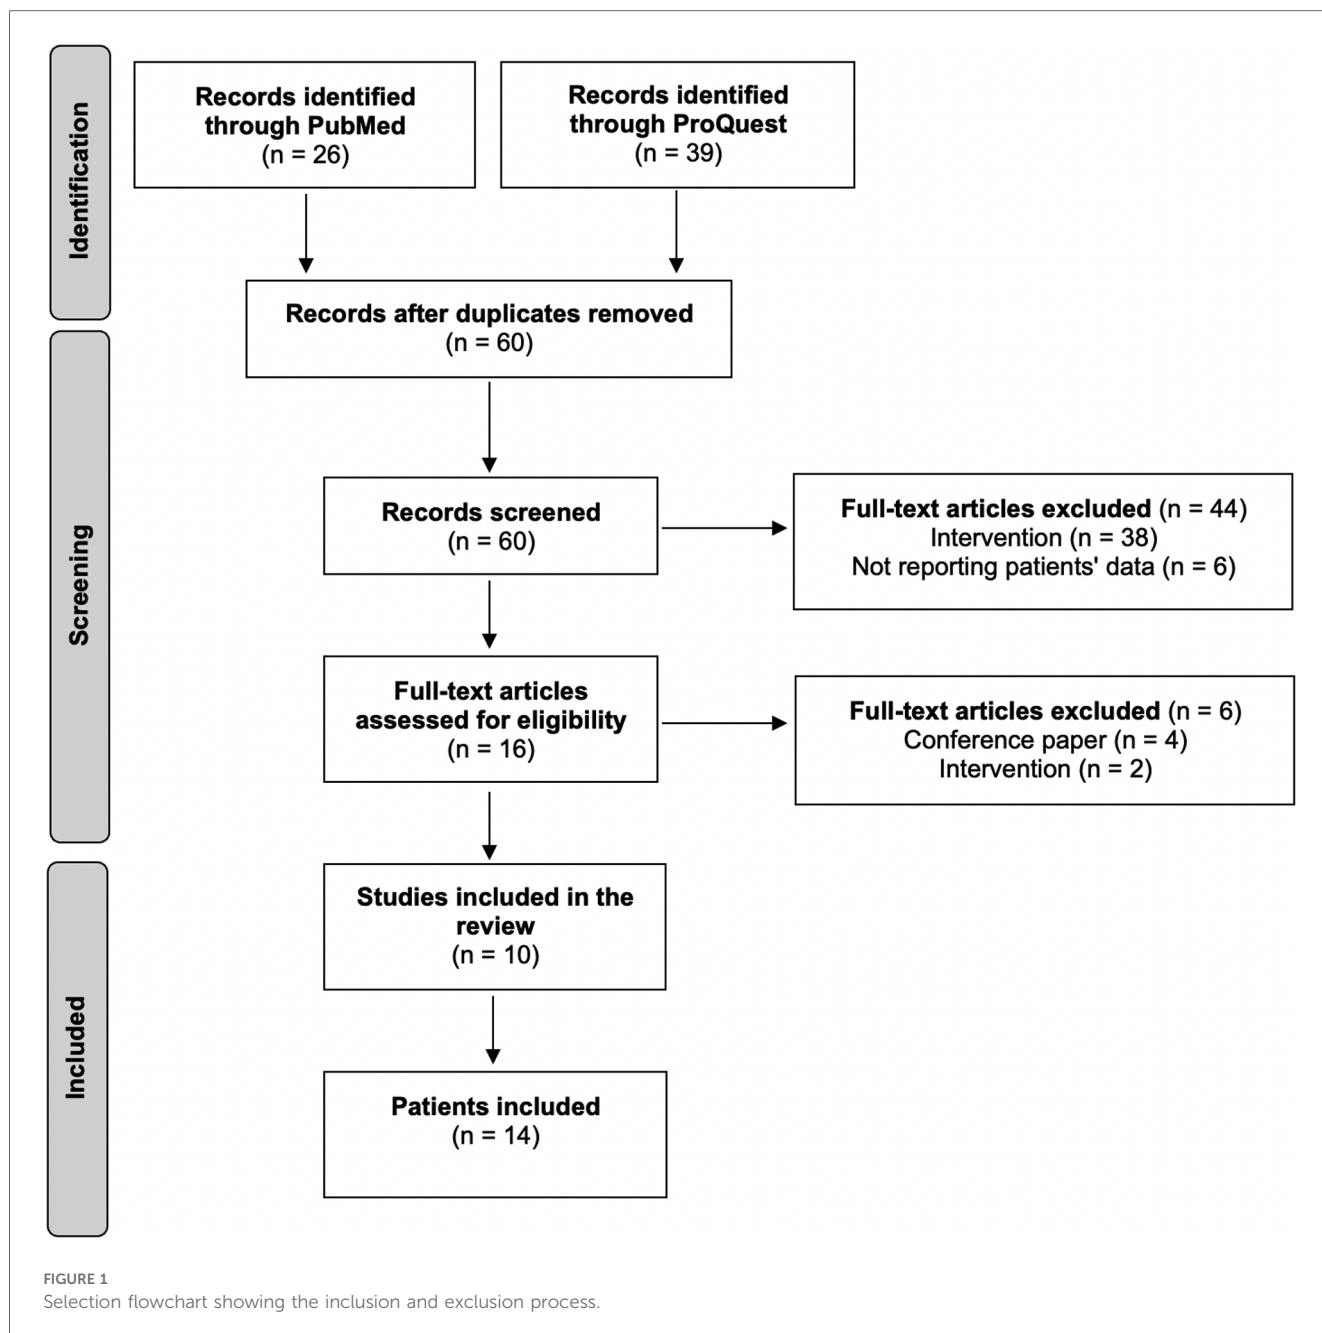 Identification
Records identified
through PubMed
(n = 26)
Records identified
through ProQuest
(n = 39)
Records after duplicates removed
(n = 60)
Screening
Records screened
(n = 60)
Full-text articles excluded (n = 44)
Intervention (n = 38)
Not reporting patients' data (n = 6)
Full-text articles
assessed for eligibility
(n = 16)
Full-text articles excluded (n = 6)
Conference paper (n = 4)
Intervention (n = 2)
Included
Studies included in the
review
(n = 10)
Patients included
(n = 14)
FIGURE 1
Selection flowchart showing the inclusion and exclusion process.